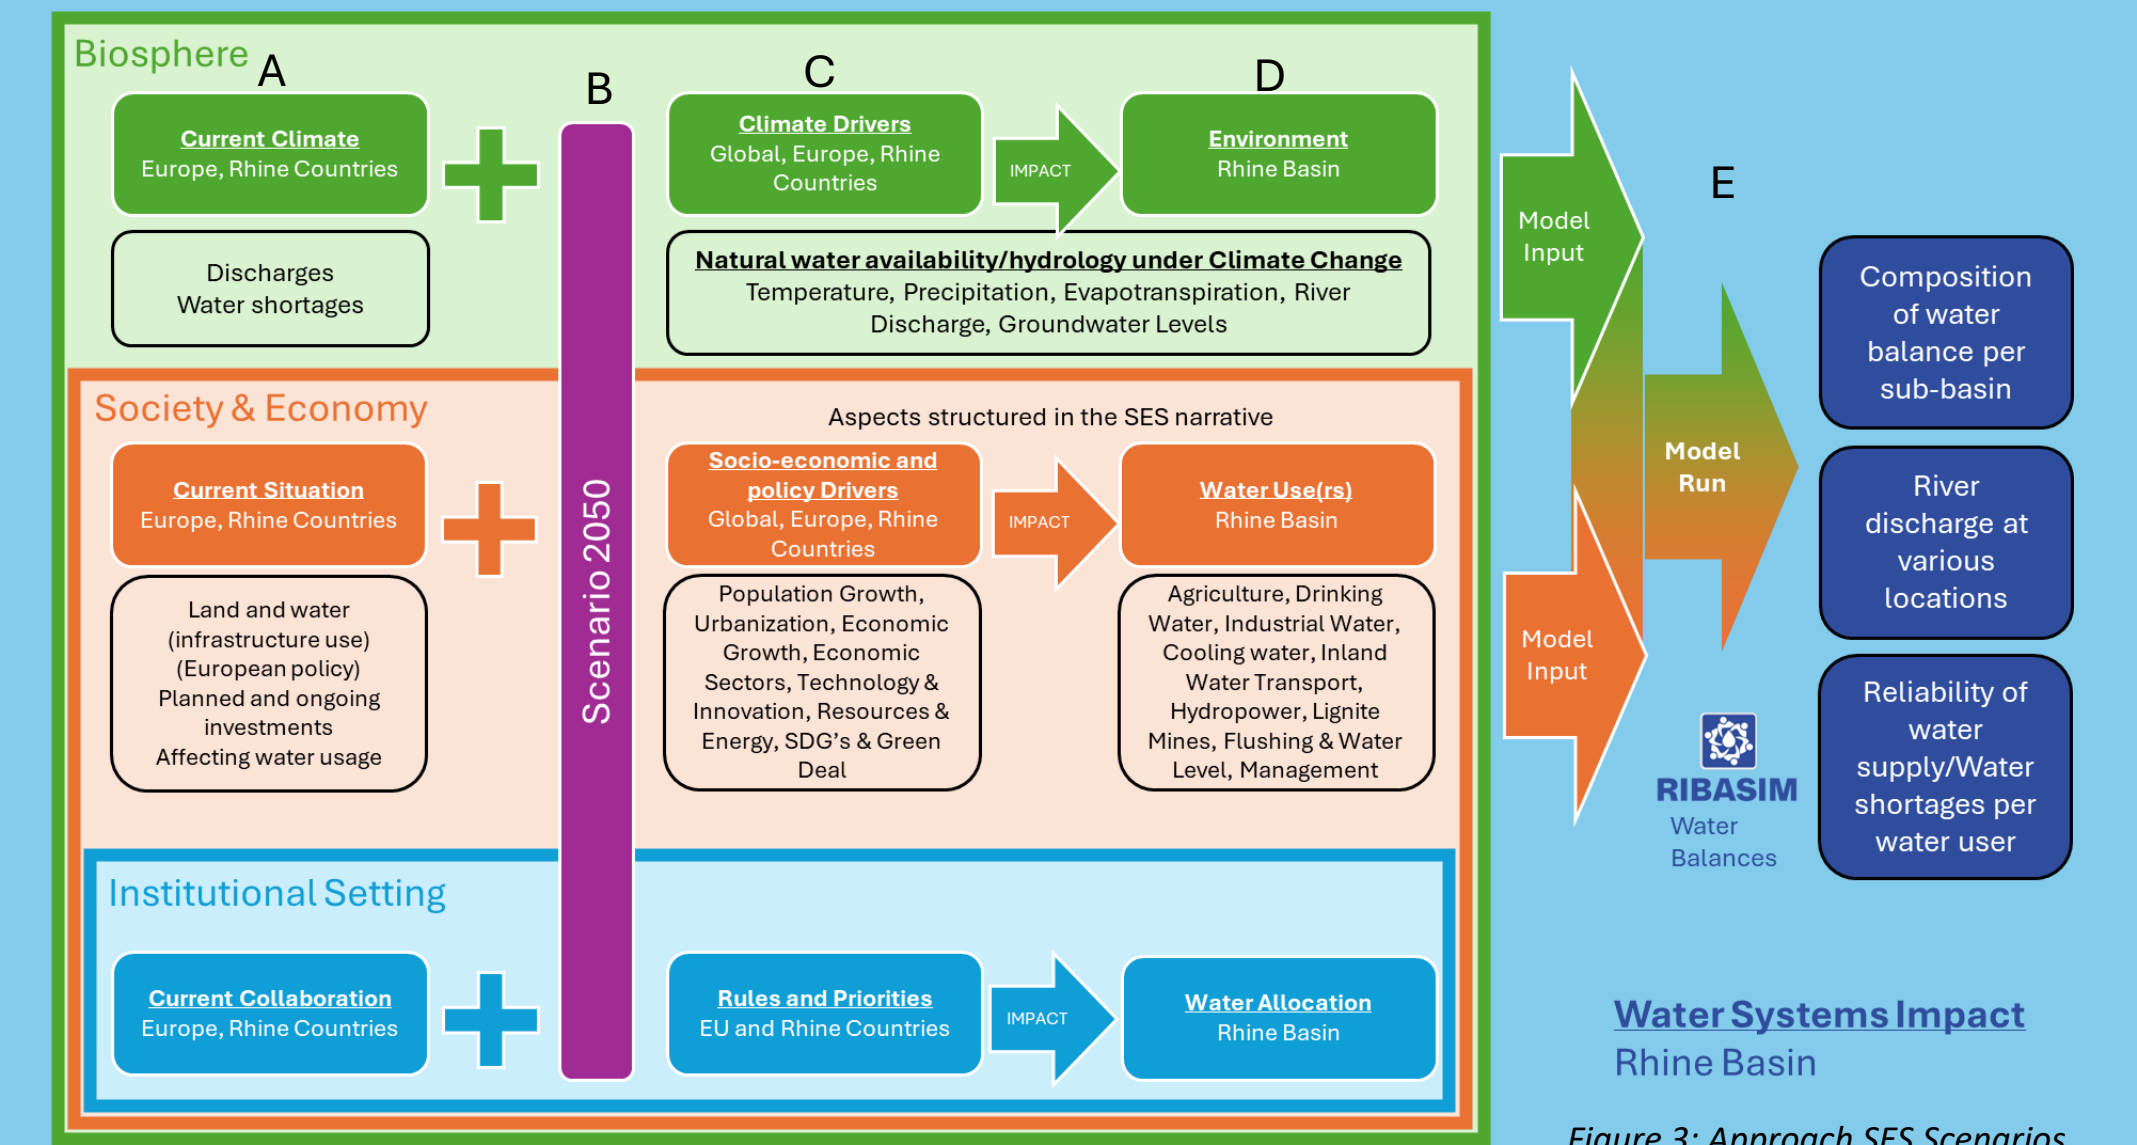 Biosphere
A
B
C
D
E
Current Climate
Europe, Rhine Countries
Discharges
Water shortages
Climate Drivers
Global, Europe, Rhine
Countries
IMPACT
Environment
Rhine Basin
Natural water availability/hydrology under Climate Change
Temperature, Precipitation, Evapotranspiration, River
Discharge, Groundwater Levels
Society & Economy
Current Situation
Europe, Rhine Countries
Land and water
(infrastructure use)
(European policy)
Planned and ongoing
investments
Affecting water usage
Scenario 2050
Aspects structured in the SES narrative
Socio-economic and
policy Drivers
Global, Europe, Rhine
Countries
IMPACT
Water Use(rs)
Rhine Basin
Population Growth,
Urbanization, Economic
Growth, Economic
Sectors, Technology &
Innovation, Resources &
Energy, SDG's & Green
Deal
Agriculture, Drinking
Water, Industrial Water,
Cooling water, Inland
Water Transport,
Hydropower, Lignite
Mines, Flushing & Water
Level, Management
Institutional Setting
Current Collaboration
Europe, Rhine Countries
Rules and Priorities
EU and Rhine Countries
IMPACT
Water Allocation
Rhine Basin
Model
Input
Model
Run
Model
Input
RIBASIM
Water
Balances
Composition
of water
balance per
sub-basin
River
discharge at
various
locations
Reliability of
water
supply/Water
shortages per
water user
Water Systems Impact
Rhine Basin
Figure 3: Approach SES Scenarios